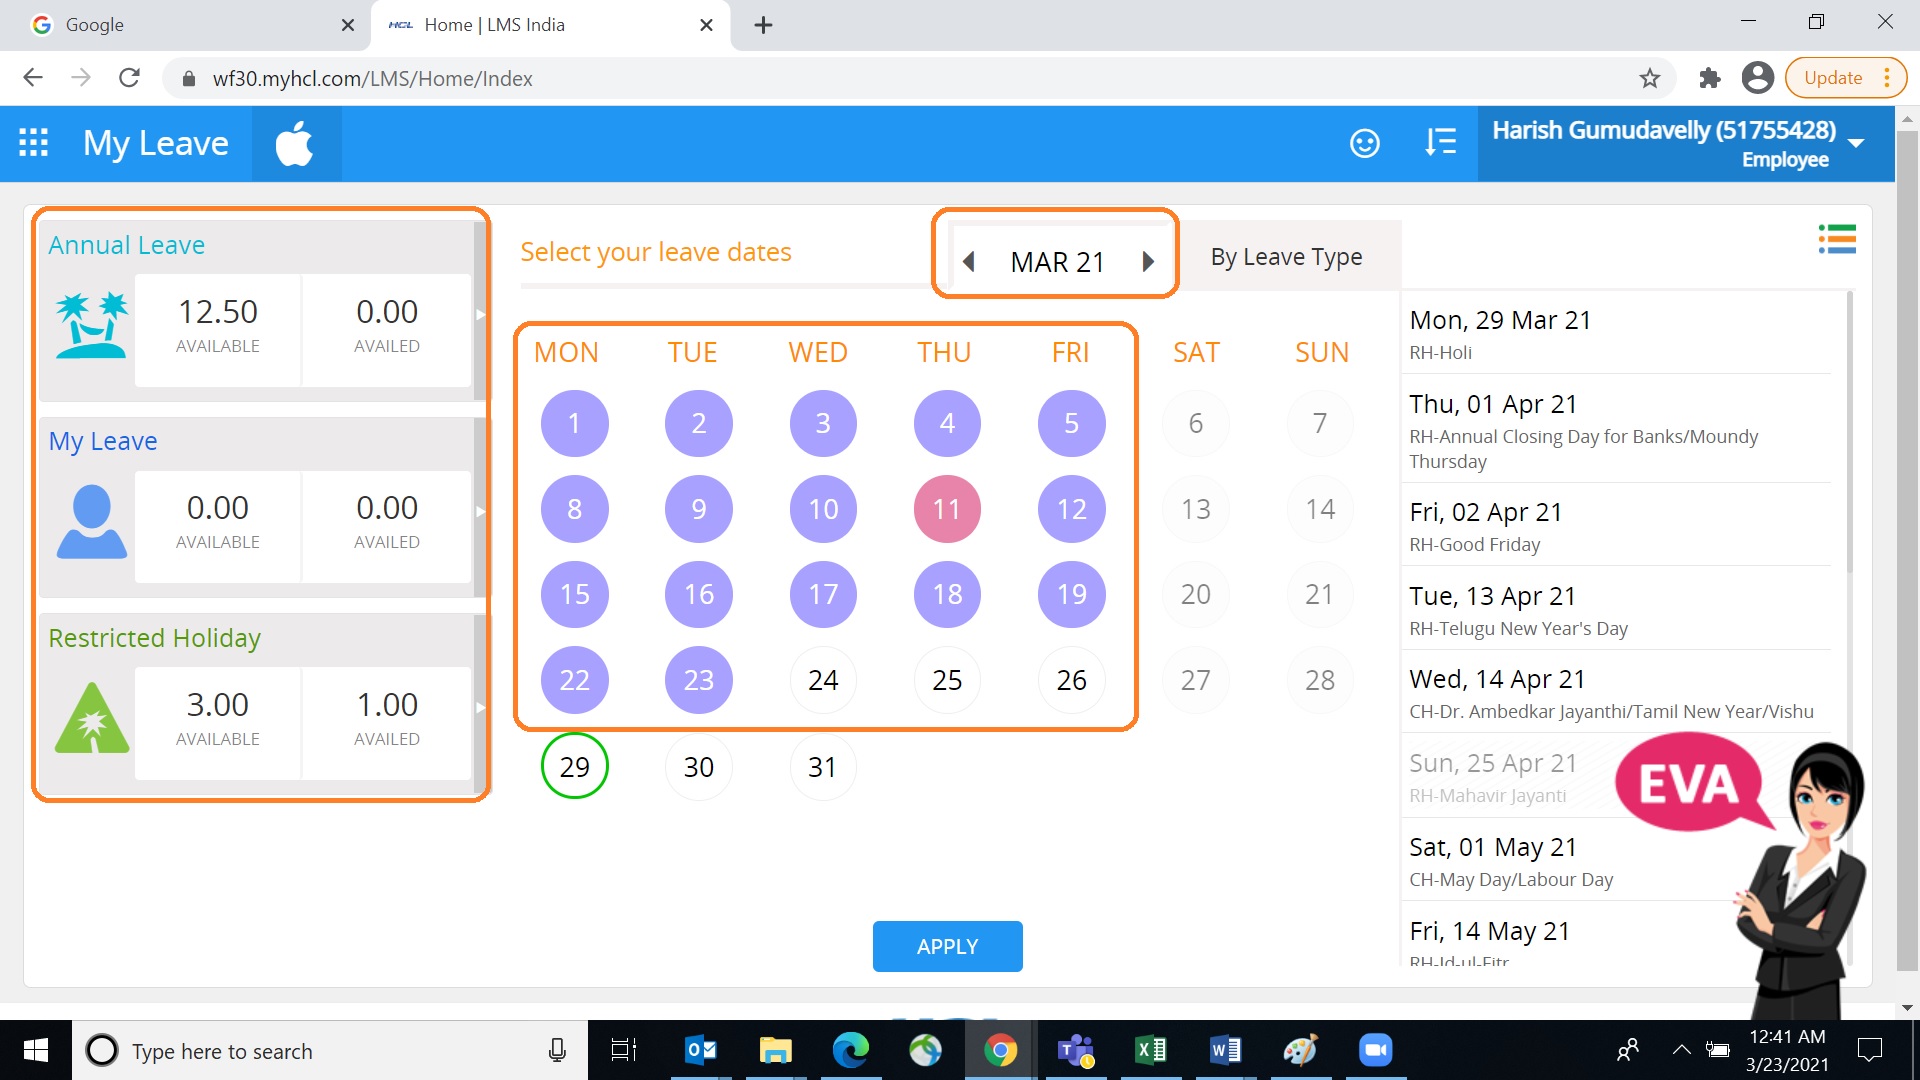 Google
HCL Home | LMS India
wf30.myhcl.com/LMS/Home/Index
Update
My Leave
Harish Gumudavelly (51755428)
Employee
Annual Leave
12.50 0.00
AVAILABLE AVAILED
My Leave
0.00 0.00
AVAILABLE AVAILED
Restricted Holiday
3.00 1.00
AVAILABLE AVAILED
Select your leave dates
MAR 21
By Leave Type
MON TUE WED THU FRI SAT SUN
1 2 3 4 5 6 7
8 9 10 11 12 13 14
15 16 17 18 19 20 21
22 23 24 25 26 27 28
29 30 31
APPLY
Mon, 29 Mar 21
RH-Holi
Thu, 01 Apr 21
RH-Annual Closing Day for Banks/Moundy
Thursday
Fri, 02 Apr 21
RH-Good Friday
Tue, 13 Apr 21
RH-Telugu New Year's Day
Wed, 14 Apr 21
CH-Dr. Ambedkar Jayanthi/Tamil New Year/Vishu
Sun, 25 Apr 21
RH-Mahavir Jayanti
Sat, 01 May 21
CH-May Day/Labour Day
Fri, 14 May 21
RH-Id-ul-Fitr
EVA
Type here to search
12:41 AM
3/23/2021